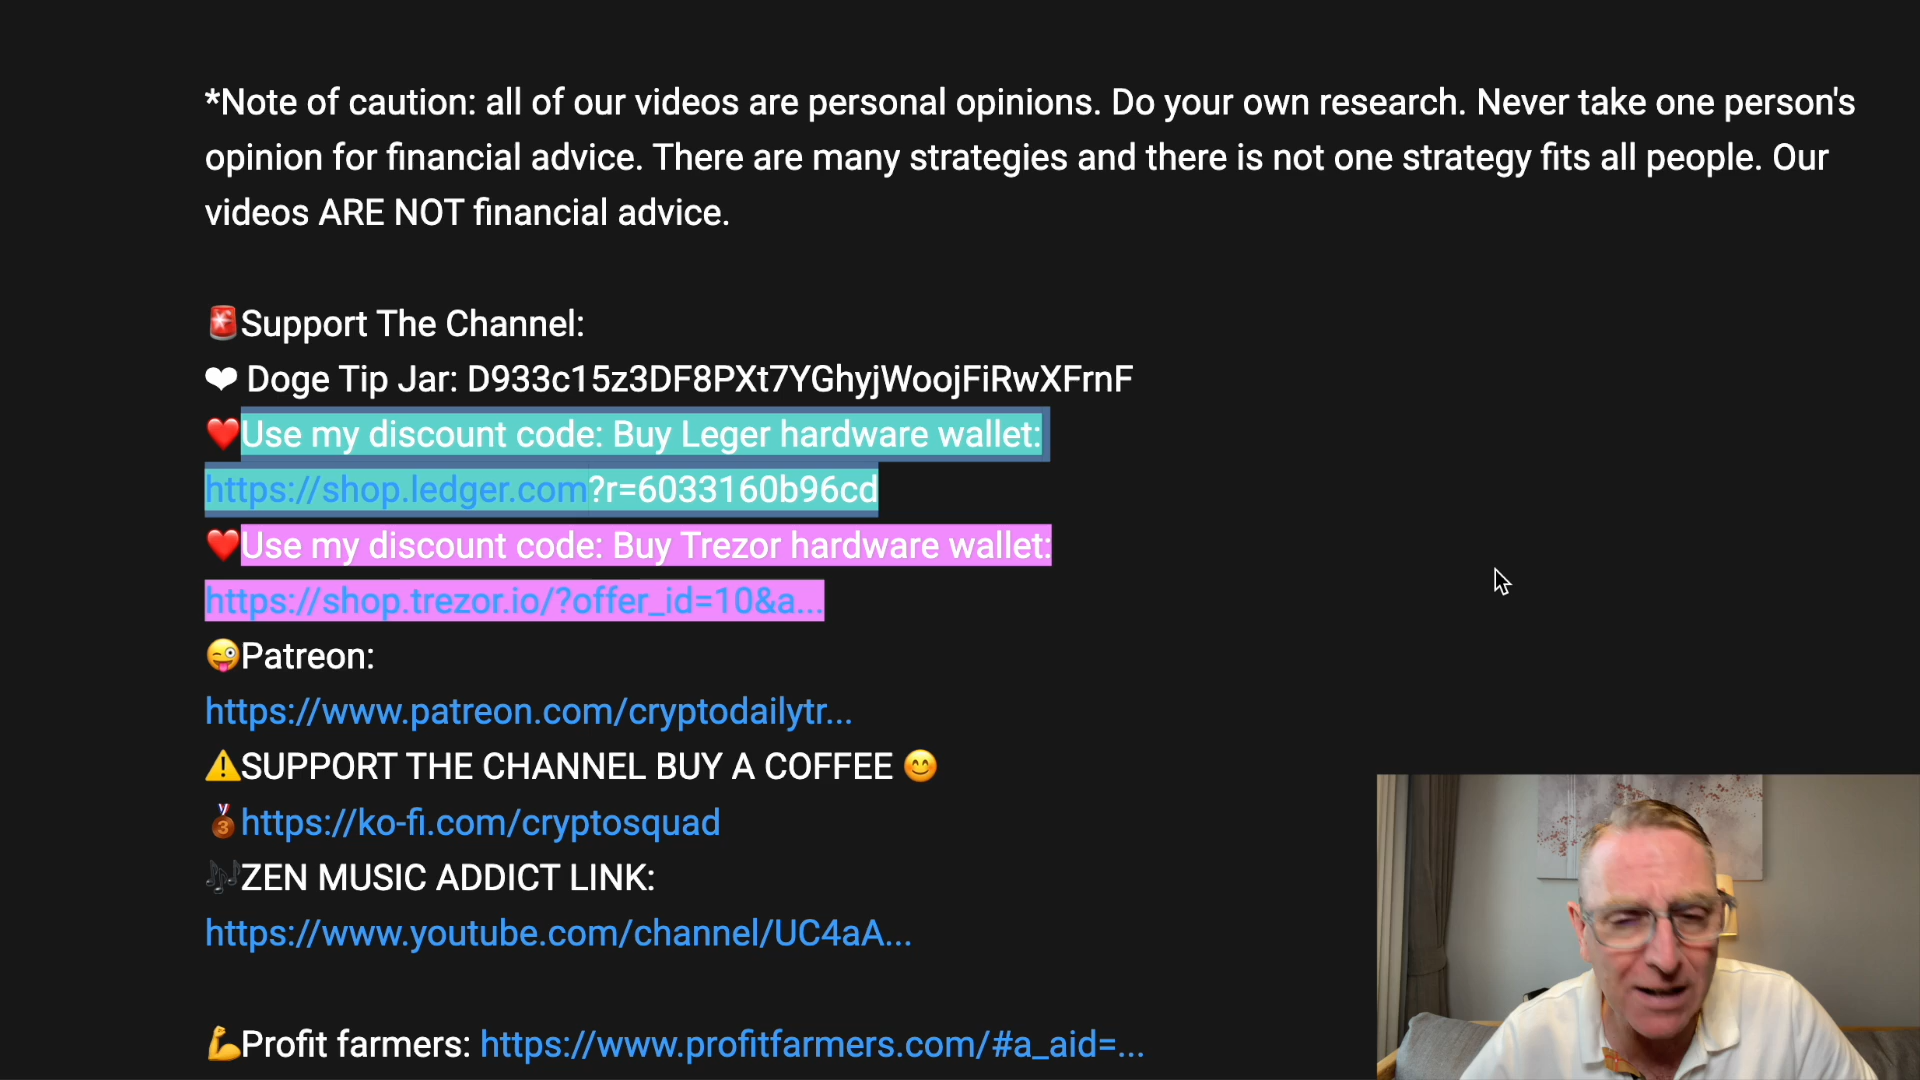 *Note of caution: all of our videos are personal opinions. Do your own research. Never take one person's
opinion for financial advice. There are many strategies and there is not one strategy fits all people. Our
videos ARE NOT financial advice.
🚨Support The Channel:
❤ Doge Tip Jar: D933c15z3DF8PXt7YGhyjWoojFiRwXFrnF
❤️Use my discount code: Buy Leger hardware wallet:
https://shop.ledger.com?r=6033160b96cd
❤️Use my discount code: Buy Trezor hardware wallet:
https://shop.trezor.io/?offer_id=10&a...
😜Patreon:
https://www.patreon.com/cryptodailytr...
⚠️SUPPORT THE CHANNEL BUY A COFFEE 😊
🥉https://ko-fi.com/cryptosquad
🎶ZEN MUSIC ADDICT LINK:
https://www.youtube.com/channel/UC4aA...
💪Profit farmers: https://www.profitfarmers.com/#a_aid=...